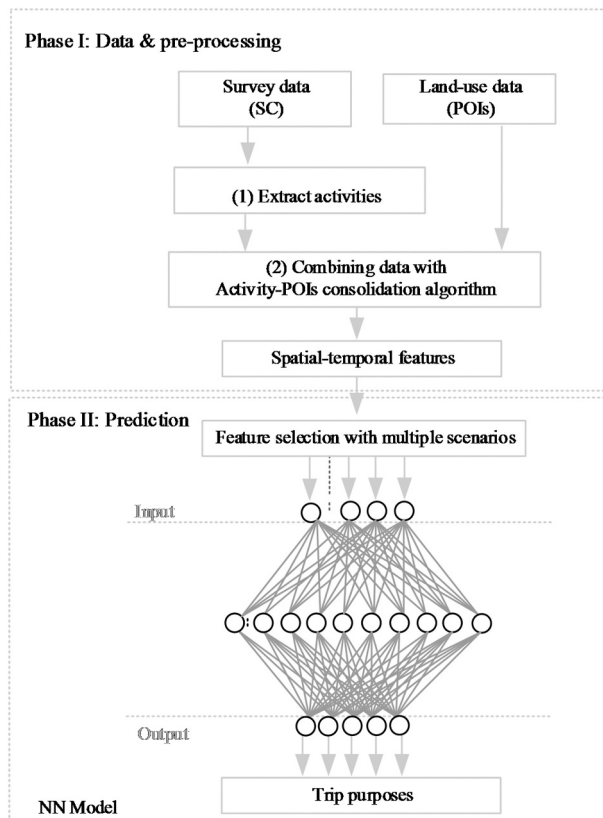 Phase I: Data & pre-processing
Survey data
(SC)
Land-use data
(POIs)
(1) Extract activities
(2) Combining data with
Activity-POIs consolidation algorithm
Spatial-temporal features
Phase II: Prediction
Feature selection with multiple scenarios
Input
Output
Trip purposes
NN Model